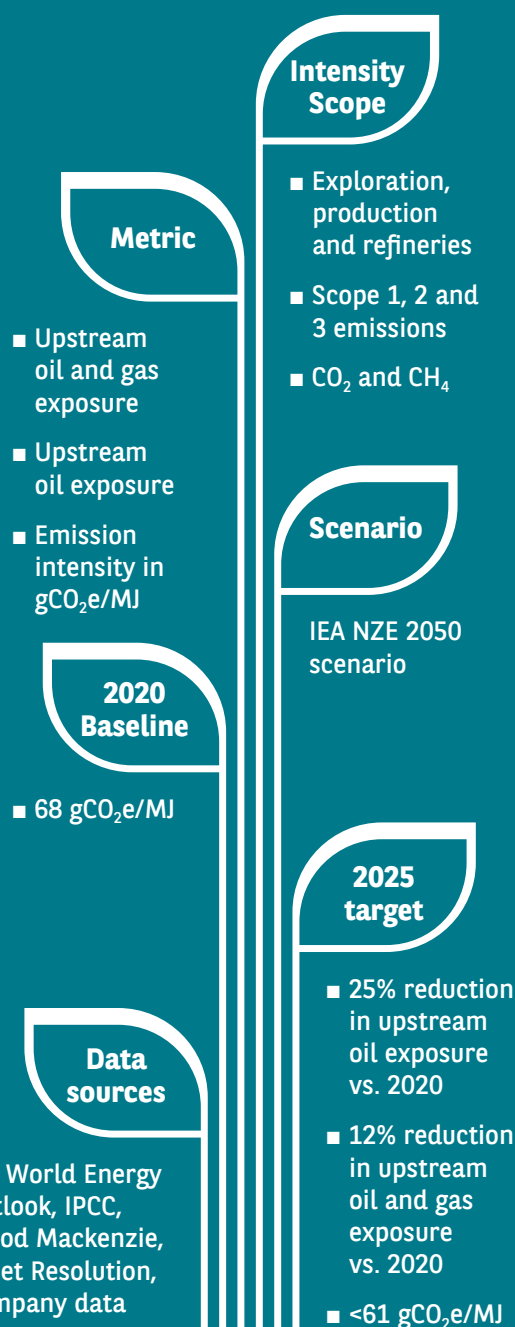 Intensity
Scope
■ Exploration,
production
and refineries
■ Scope 1, 2 and
3 emissions
■ CO₂ and CH₄
Metric
■ Upstream
oil and gas
exposure
■ Upstream
oil exposure
■ Emission
intensity in
gCO₂e/MJ
Scenario
IEA NZE 2050
scenario
2020
Baseline
■ 68 gCO₂e/MJ
2025
target
■ 25% reduction
in upstream
oil exposure
vs. 2020
■ 12% reduction
in upstream
oil and gas
exposure
vs. 2020
■ <61 gCO₂e/MJ
Data
sources
World Energy
IPCC,
Mackenzie,
Resolution,
data